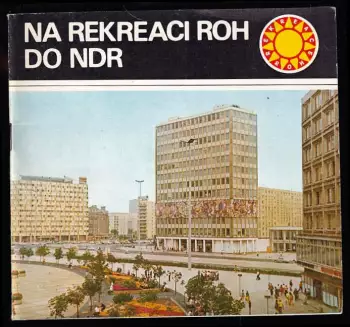 NA REKREACI ROH
DO NDR